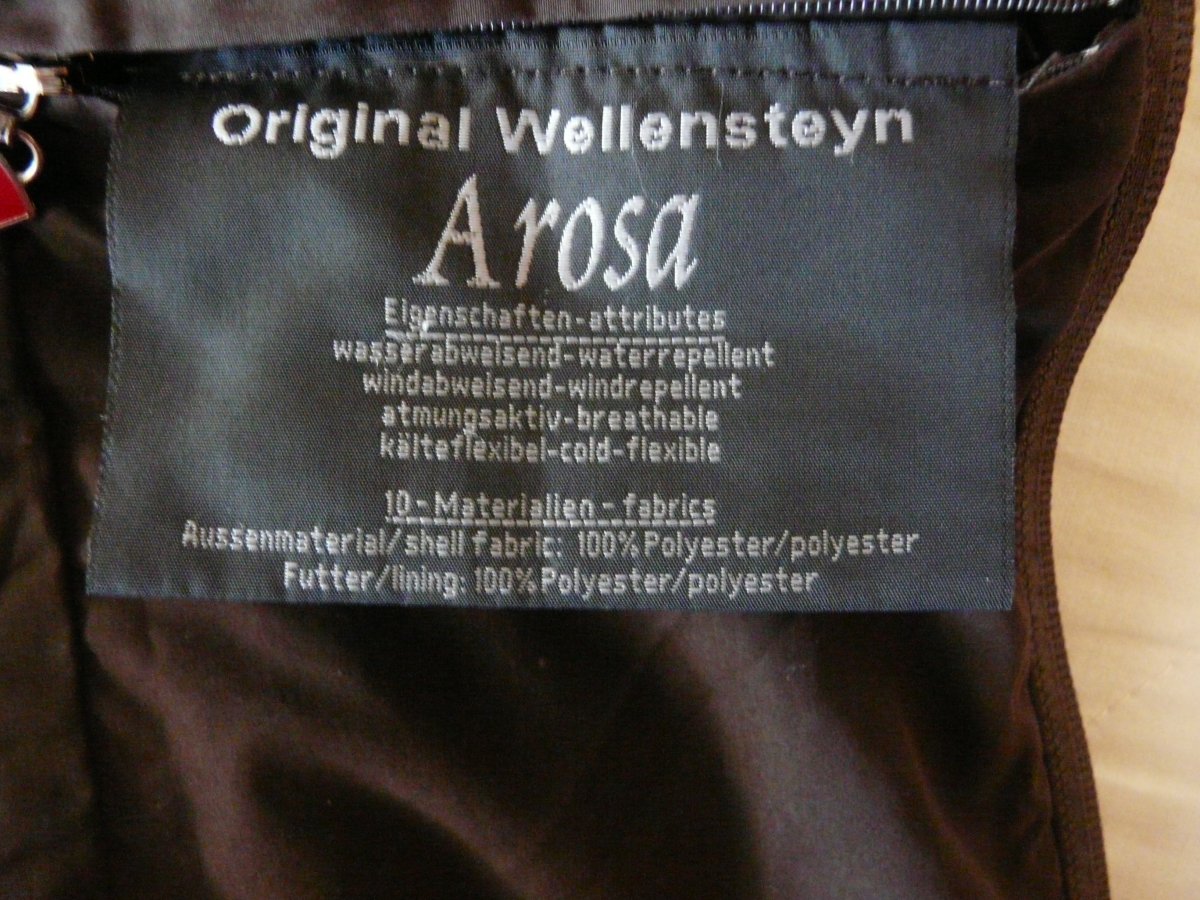 Original Wellensteyn
Arosa
Eigenschaften-attributes
wasserabweisend-waterrepellent
windabweisend-windrepellent
atmungsaktiv-breathable
kälteflexibel-cold-flexible
10-Materialien-fabrics
Aussenmaterial/shell fabric: 100% Polyester/polyester
Futter/lining: 100% Polyester/polyester